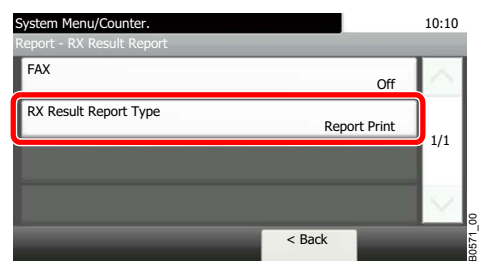 System Menu/Counter. 10:10
Report - RX Result Report
FAX
Off
RX Result Report Type
Report Print
1/1
< Back
B0571_00